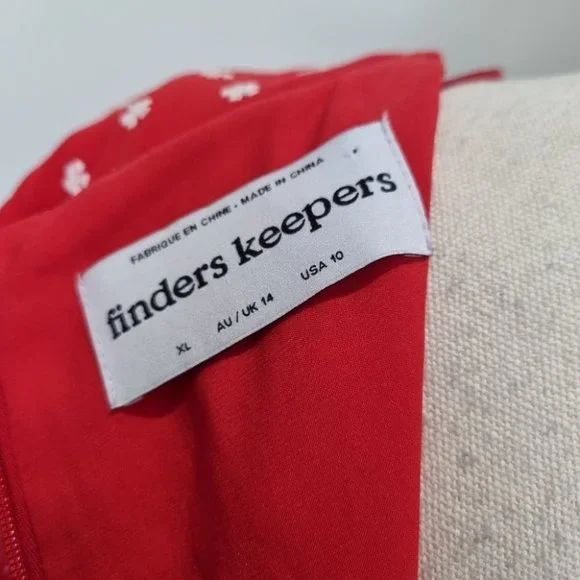 FABRIQUE EN CHINE - MADE IN CHINA
finders keepers
XL AU / UK 14 USA 10